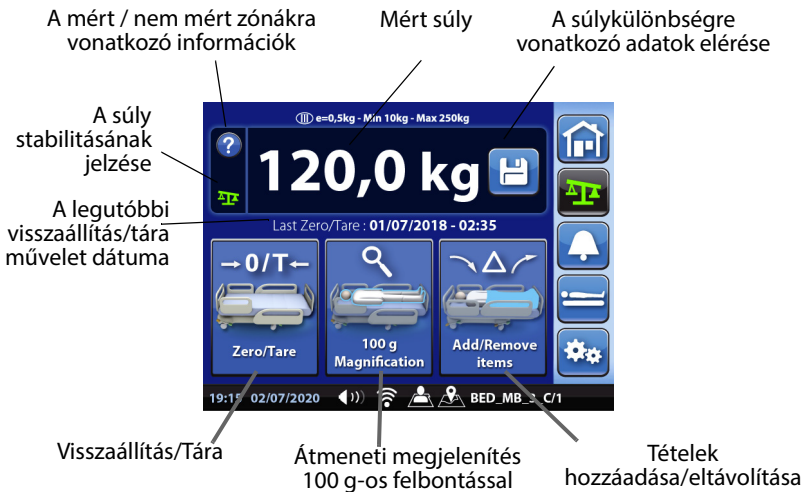 A mért / nem mért zónákra
vonatkozó információk
Mért súly
A súlykülönbségre
vonatkozó adatok elérése
A súly
stabilitásának
jelzése
A legutóbbi
visszaállítás/tára
művelet dátuma
III e=0,5kg - Min 10kg - Max 250kg
?
120,0 kg
Last Zero/Tare : 01/07/2018 - 02:35
→0/T←
Zero/Tare
100 g
Magnification
Add/Remove
items
19:15 02/07/2020
BED_MB_3_C/1
Visszaállítás/Tára
Átmeneti megjelenítés
100 g-os felbontással
Tételek
hozzáadása/eltávolítása